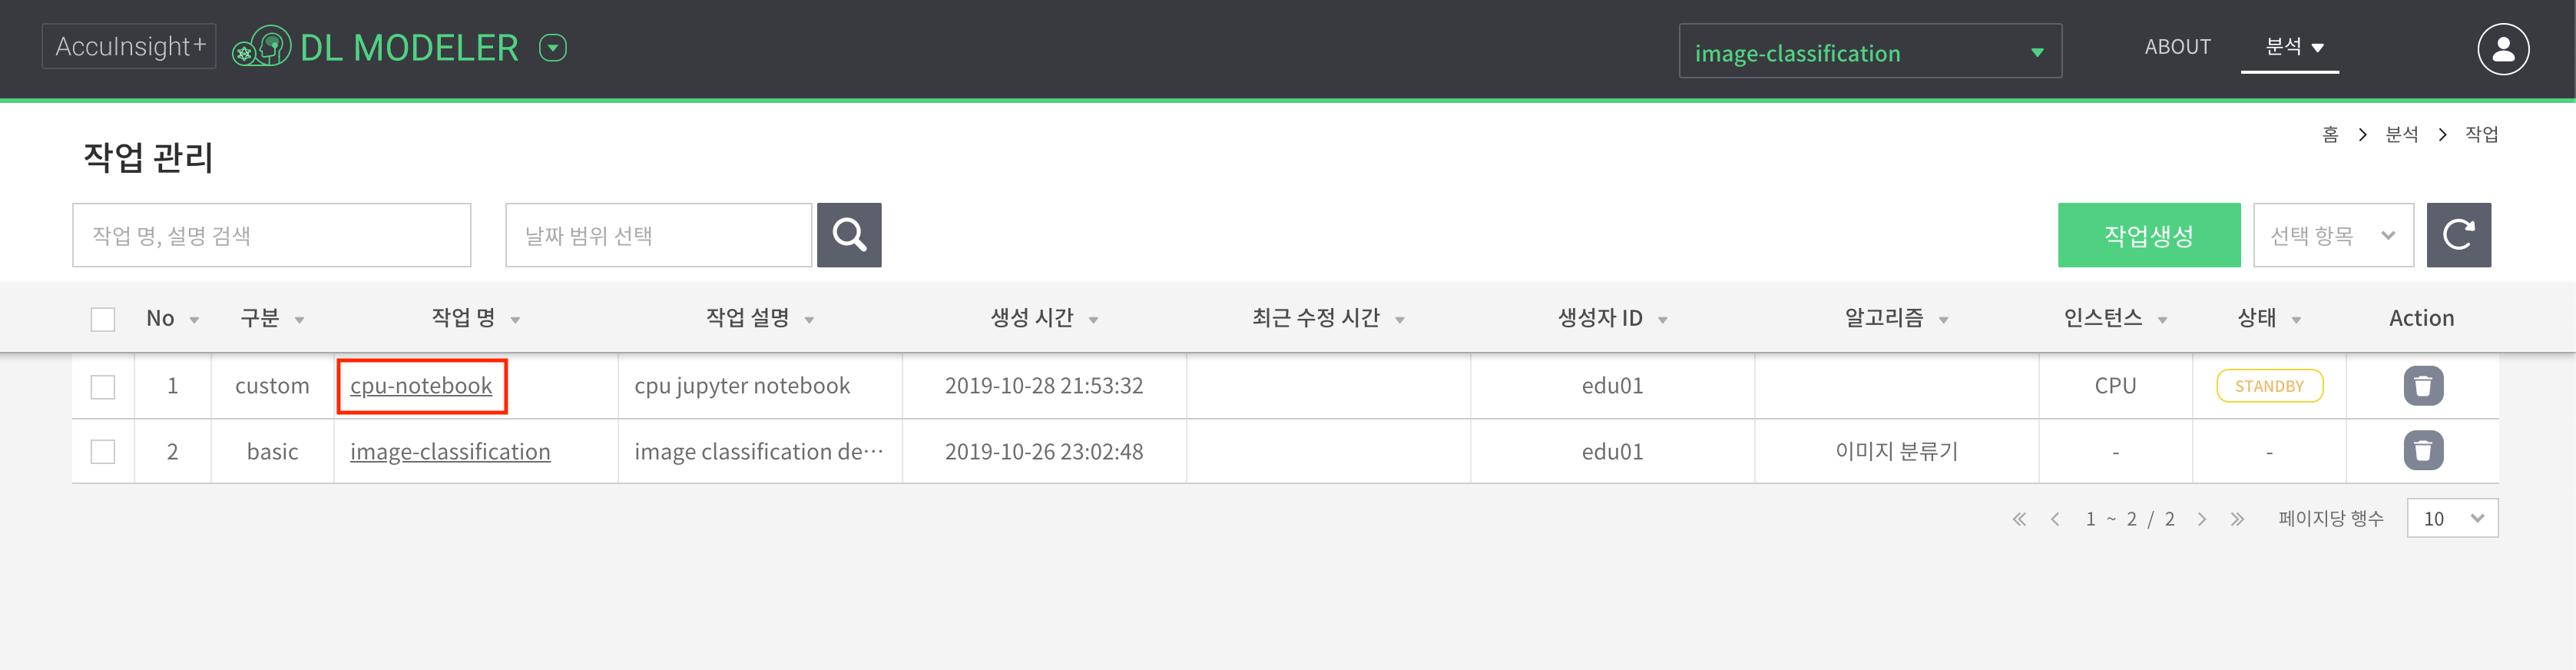 AccuInsight+ DL MODELER image-classification ABOUT 분석
홈 > 분석 > 작업
작업 관리
작업 명, 설명 검색 날짜 범위 선택 작업생성 선택 항목
No 구분 작업 명 작업 설명 생성 시간 최근 수정 시간 생성자 ID 알고리즘 인스턴스 상태 Action
1 custom cpu-notebook cpu jupyter notebook 2019-10-28 21:53:32 edu01 CPU STANDBY
2 basic image-classification image classification de··· 2019-10-26 23:02:48 edu01 이미지 분류기 - -
1 ~ 2 / 2 페이지당 행수 10